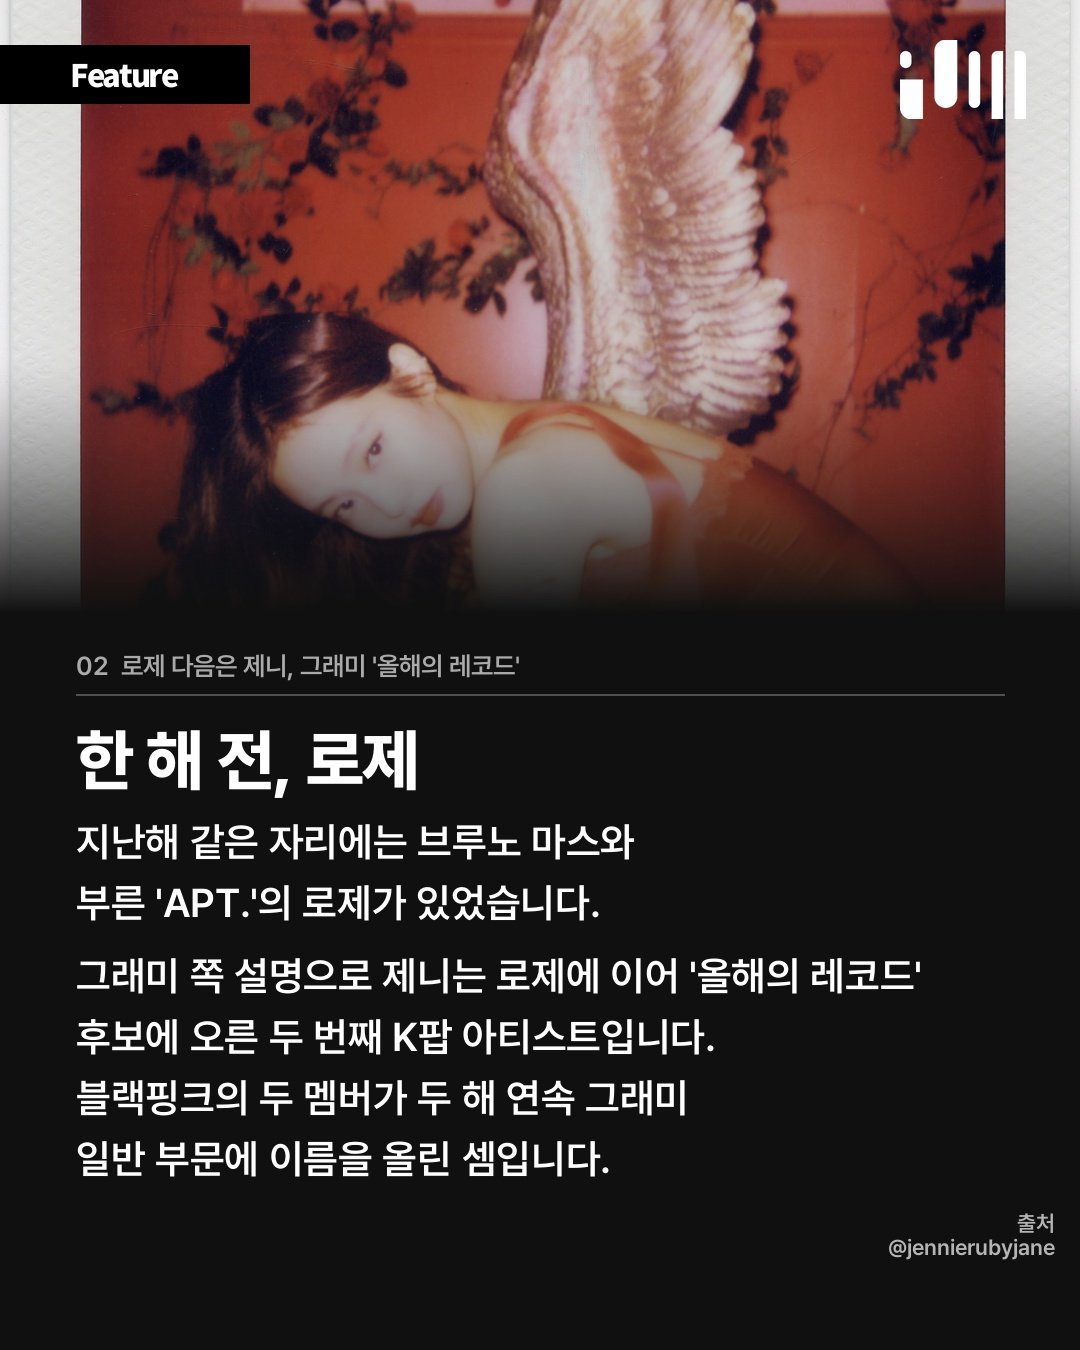 Feature
02 로제 다음은 제니, 그래미 '올해의 레코드'
한 해 전, 로제
지난해 같은 자리에는 브루노 마스와
부른 'APT.'의 로제가 있었습니다.
그래미 쪽 설명으로 제니는 로제에 이어 '올해의 레코드'
후보에 오른 두 번째 K팝 아티스트입니다.
블랙핑크의 두 멤버가 두 해 연속 그래미
일반 부문에 이름을 올린 셈입니다.
출처
@jennierubyjane